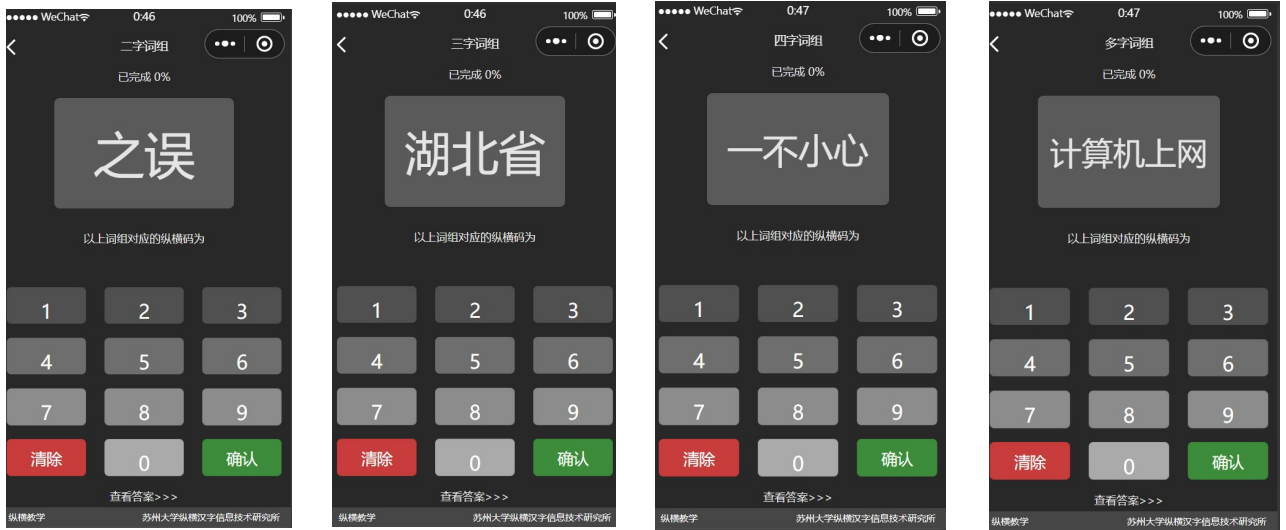 ●●●●● WeChat 0:46 100%
二字词组
已完成 0%
之误
以上词组对应的纵横码为
1 2 3
4 5 6
7 8 9
清除 0 确认
查看答案>>>
纵横教学 苏州大学纵横汉字信息技术研究所
●●●●● WeChat 0:46 100%
三字词组
已完成 0%
湖北省
以上词组对应的纵横码为
1 2 3
4 5 6
7 8 9
清除 0 确认
查看答案>>>
纵横教学 苏州大学纵横汉字信息技术研究所
●●●●● WeChat 0:47 100%
四字词组
已完成 0%
一不小心
以上词组对应的纵横码为
1 2 3
4 5 6
7 8 9
清除 0 确认
查看答案>>>
纵横教学 苏州大学纵横汉字信息技术研究所
●●●●● WeChat 0:47 100%
多字词组
已完成 0%
计算机上网
以上词组对应的纵横码为
1 2 3
4 5 6
7 8 9
清除 0 确认
查看答案>>>
纵横教学 苏州大学纵横汉字信息技术研究所